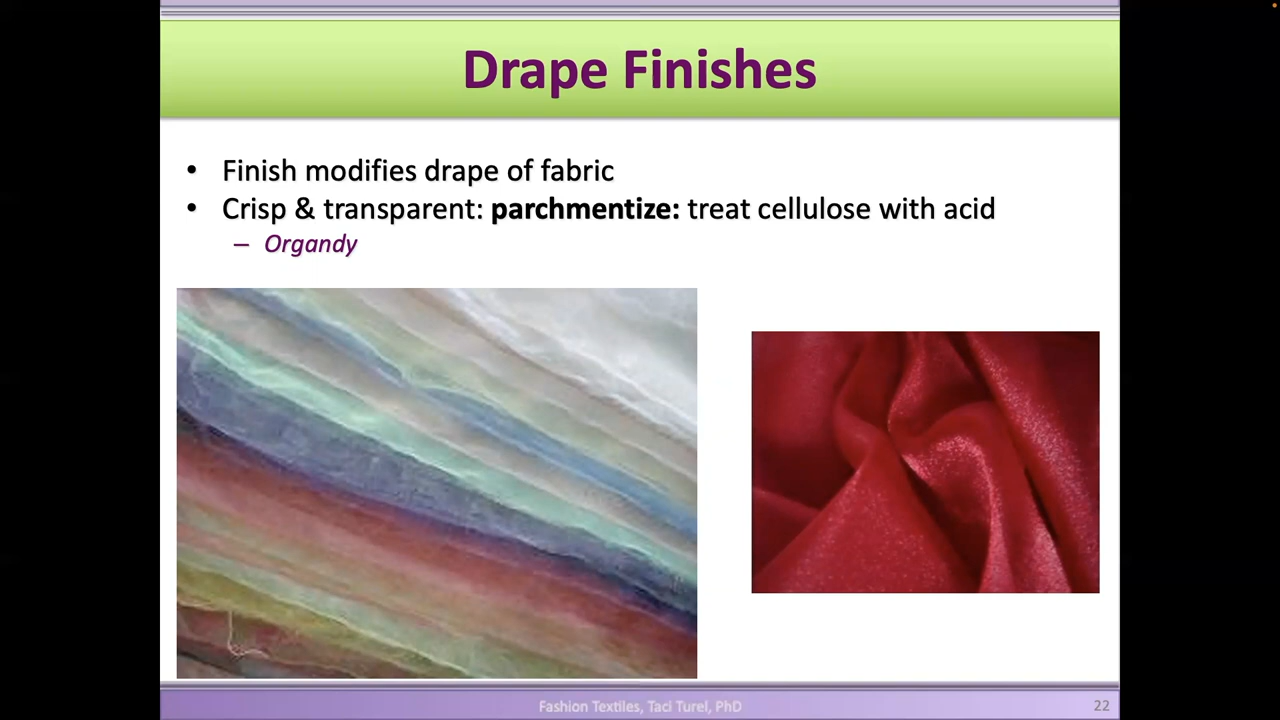 Drape Finishes
• Finish modifies drape of fabric
• Crisp & transparent: parchmentize: treat cellulose with acid
– Organdy
Fashion Textiles, Taci Turel, PhD
22